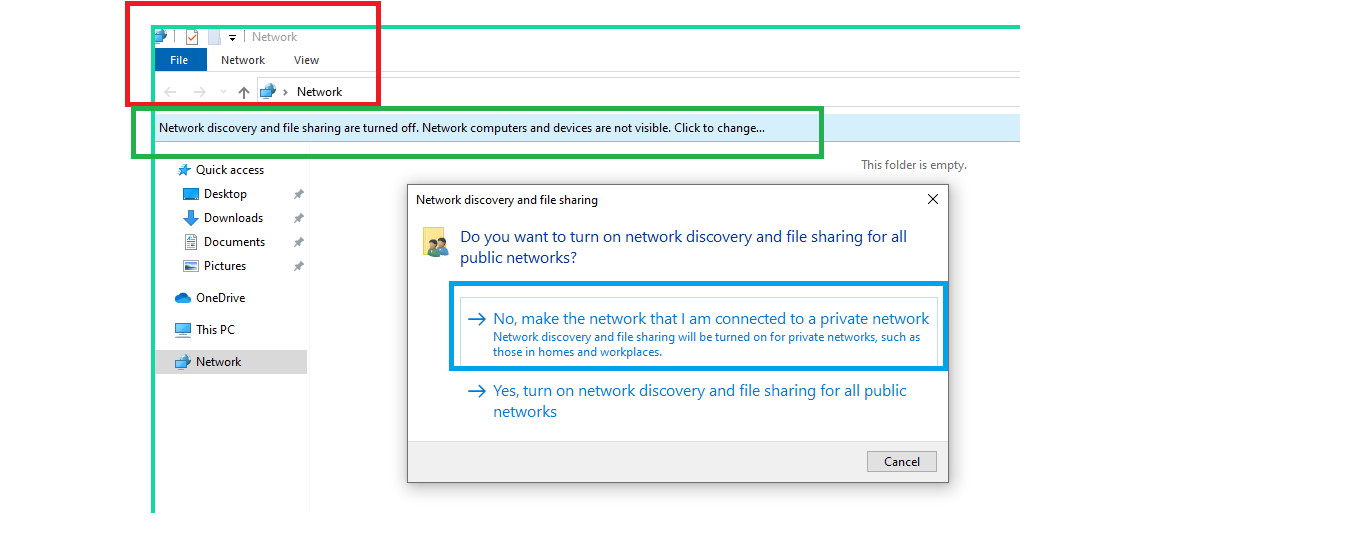 Network
File Network View
Network
Network discovery and file sharing are turned off. Network computers and devices are not visible. Click to change...
This folder is empty.
Quick access
Desktop
Downloads
Documents
Pictures
OneDrive
This PC
Network
Network discovery and file sharing
Do you want to turn on network discovery and file sharing for all
public networks?
No, make the network that I am connected to a private network
Network discovery and file sharing will be turned on for private networks, such as
those in homes and workplaces.
Yes, turn on network discovery and file sharing for all public
networks
Cancel